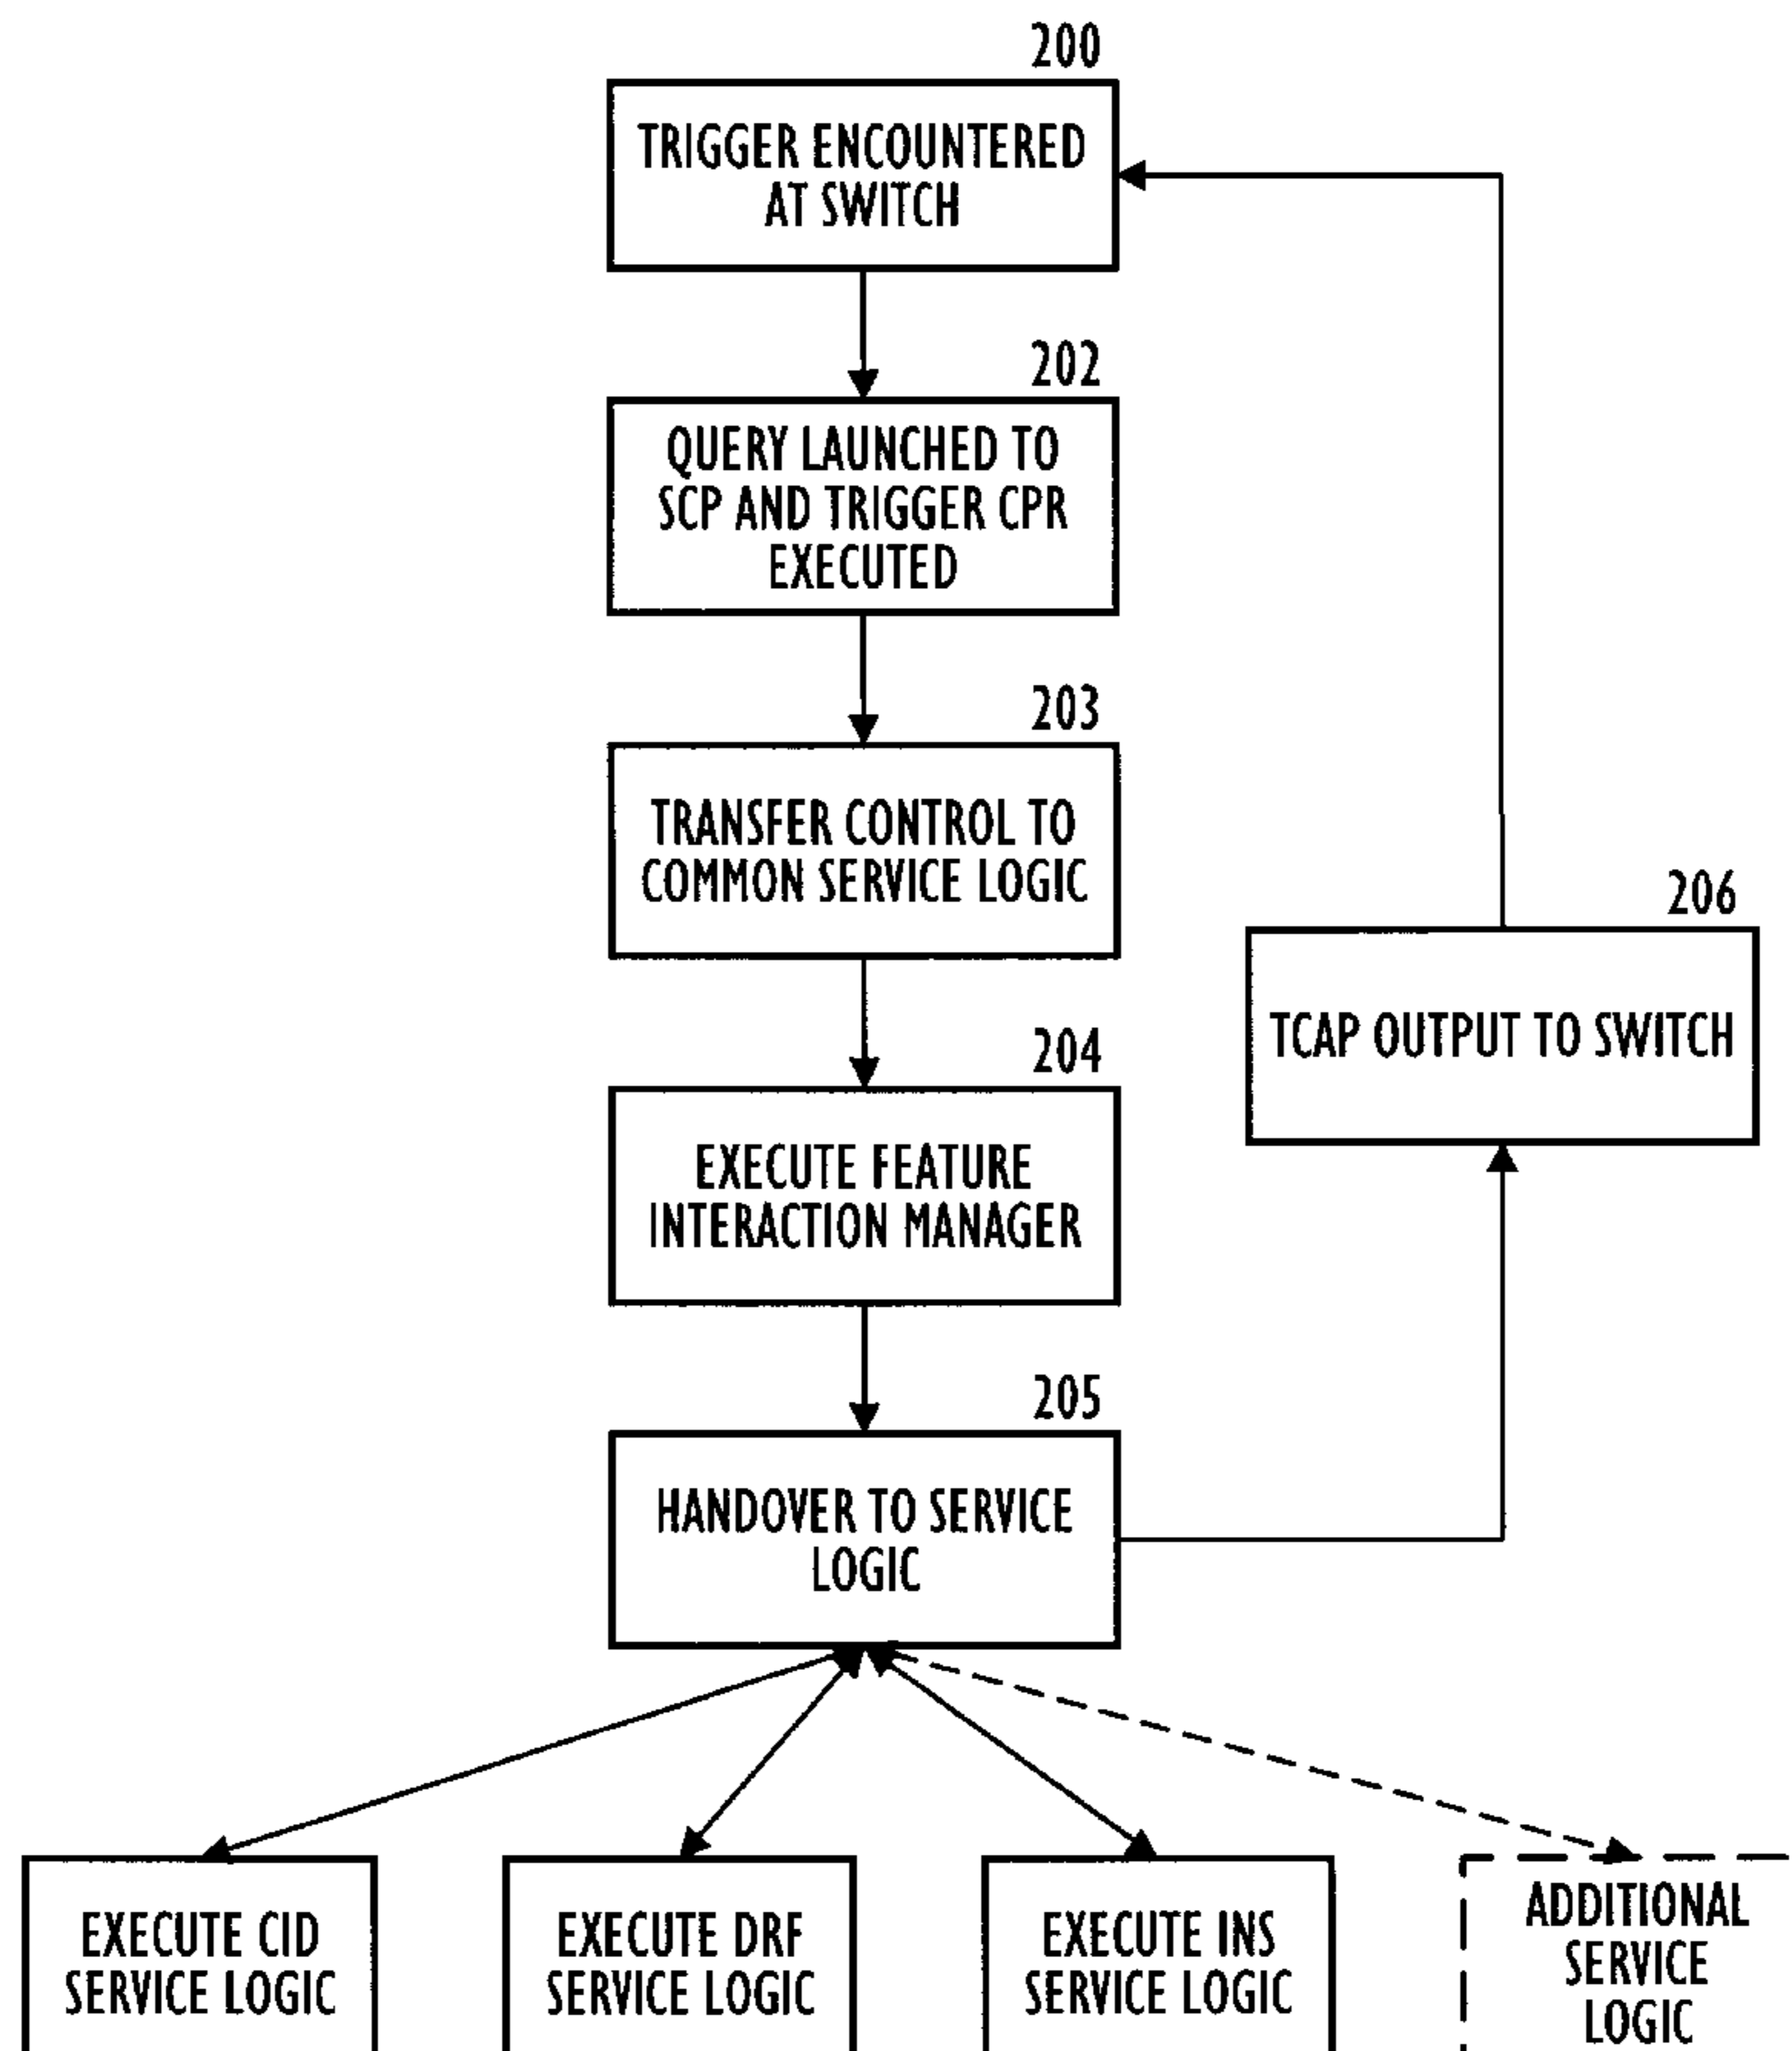 200
TRIGGER ENCOUNTERED
AT SWITCH
202
QUERY LAUNCHED TO
SCP AND TRIGGER CPR
EXECUTED
203
TRANSFER CONTROL TO
COMMON SERVICE LOGIC
206
TCAP OUTPUT TO SWITCH
204
EXECUTE FEATURE
INTERACTION MANAGER
205
HANDOVER TO SERVICE
LOGIC
EXECUTE CID
SERVICE LOGIC
EXECUTE DRF
SERVICE LOGIC
EXECUTE INS
SERVICE LOGIC
ADDITIONAL
SERVICE
LOGIC